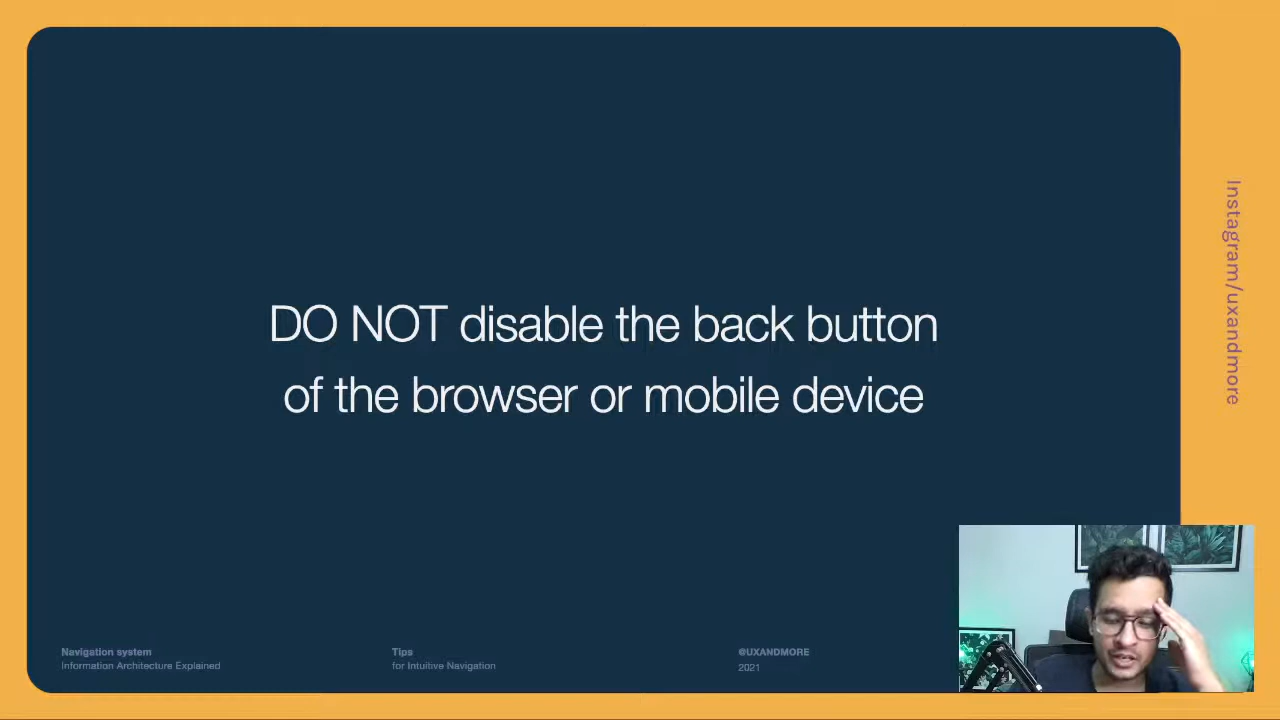 DO NOT disable the back button
of the browser or mobile device
Instagram/uxandmore
Navigation system
Information Architecture Explained
Tips
for Intuitive Navigation
@UXANDMORE
2021